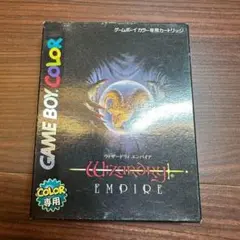 ゲームボーイカラー専用カートリッジ
GAME BOY COLOR
ウィザードリィ エンパイア
Wizardry
EMPIRE
COLOR
専用